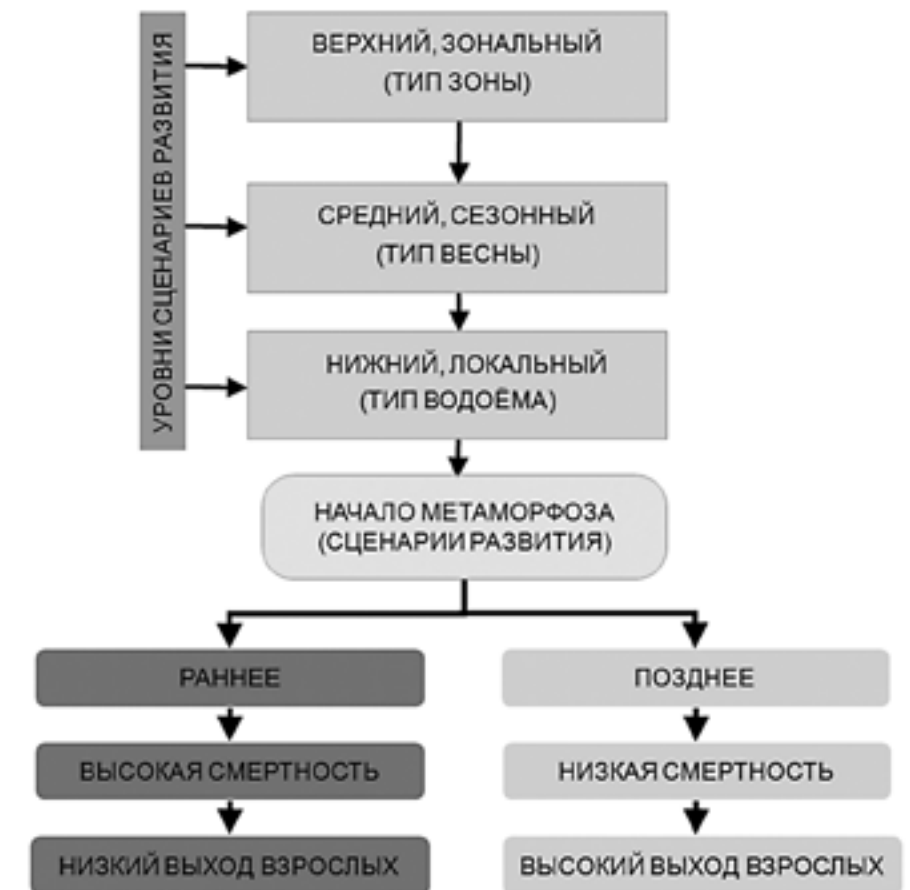 УРОВНИ СЦЕНАРИЕВ РАЗВИТИЯ
ВЕРХНИЙ, ЗОНАЛЬНЫЙ
(ТИП ЗОНЫ)
СРЕДНИЙ, СЕЗОННЫЙ
(ТИП ВЕСНЫ)
НИЖНИЙ, ЛОКАЛЬНЫЙ
(ТИП ВОДОЁМА)
НАЧАЛО МЕТАМОРФОЗА
(СЦЕНАРИИ РАЗВИТИЯ)
РАННЕЕ
ПОЗДНЕЕ
ВЫСОКАЯ СМЕРТНОСТЬ
НИЗКАЯ СМЕРТНОСТЬ
НИЗКИЙ ВЫХОД ВЗРОСЛЫХ
ВЫСОКИЙ ВЫХОД ВЗРОСЛЫХ